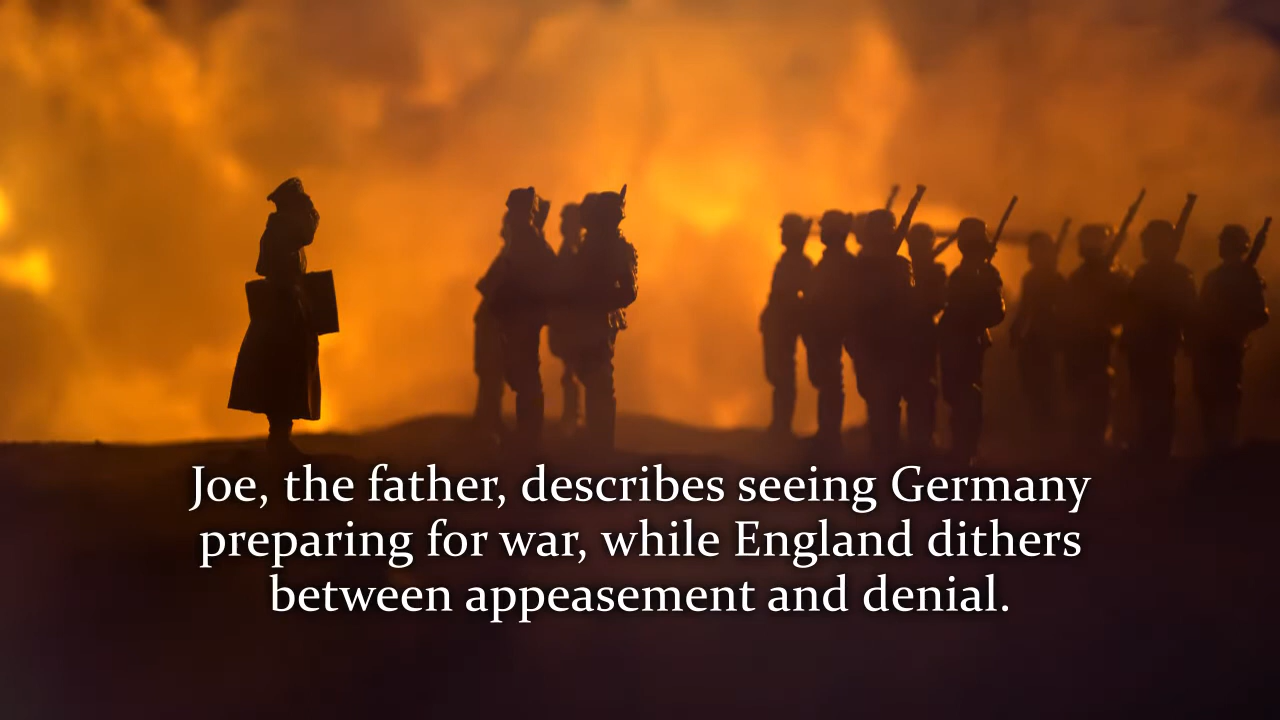 Joe, the father, describes seeing Germany
preparing for war, while England dithers
between appeasement and denial.